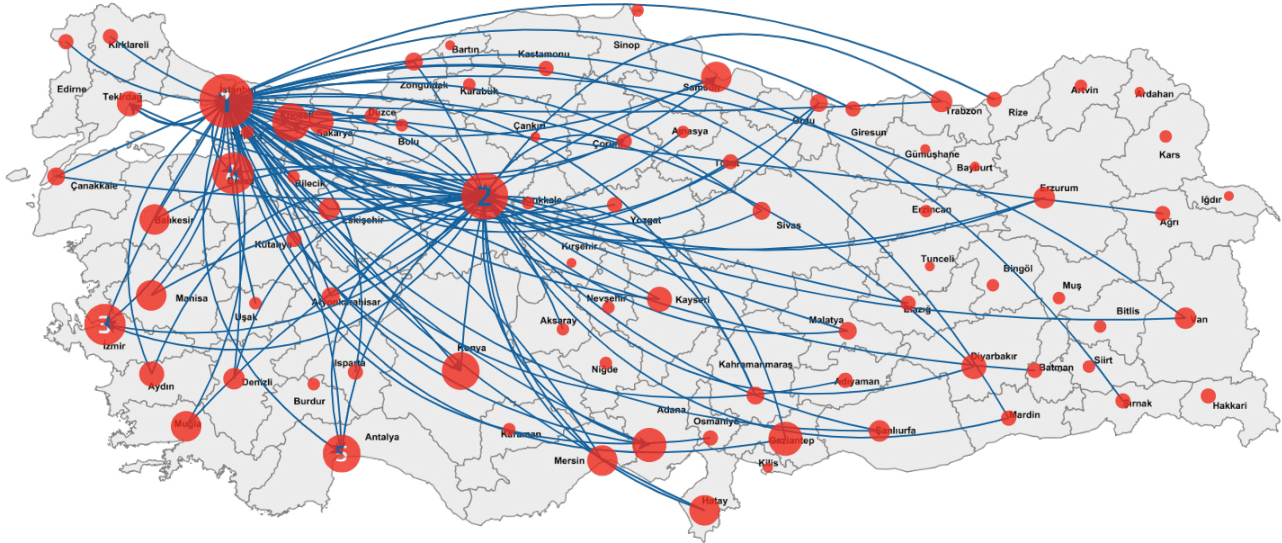 Sinop
Kırklareli
Bartın
Kastamonu
Edirne
Zonguldak
Karabük
Samsun
Artvin
Ardahan
Tekirdağ
1
Düzce
Çankırı
Amasya
Ordu
Giresun
Trabzon
Rize
Sakarya
Bolu
Çorum
Kars
Gümüşhane
Tokat
Bayburt
4
Çanakkale
Bilecik
Erzurum
2
Kırıkkale
Iğdır
Balıkesir
Eskişehir
Yozgat
Sivas
Erzincan
Ağrı
Kütahya
Kırşehir
Tunceli
Bingöl
Manisa
Afyonkarahisar
Nevşehir
Kayseri
Muş
Uşak
Elazığ
Bitlis
Aksaray
Malatya
Van
3
İzmir
Konya
Diyarbakır
Isparta
Niğde
Kahramanmaraş
Siirt
Batman
Aydın
Denizli
Adıyaman
Burdur
Adana
Hakkari
Şırnak
Mardin
Muğla
Osmaniye
Karaman
Şanlıurfa
Antalya
Gaziantep
5
Mersin
Kilis
Hatay